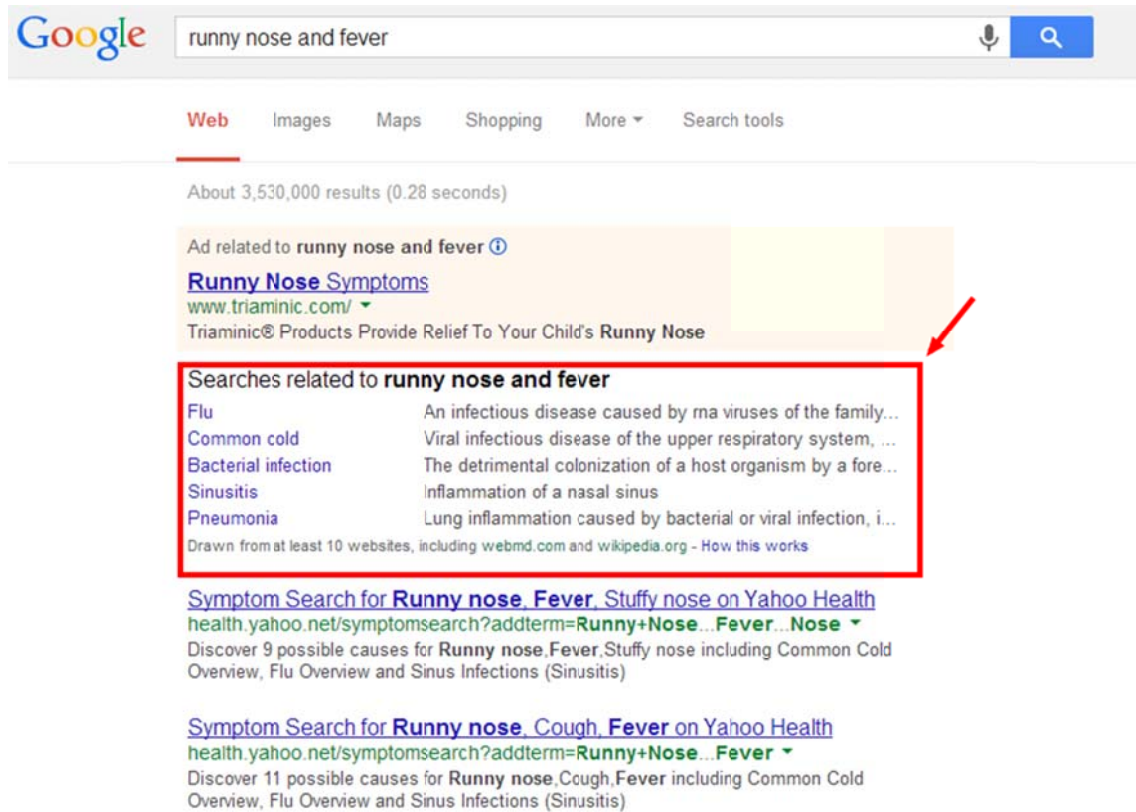 Google runny nose and fever
Web Images Maps Shopping More Search tools
About 3,530,000 results (0.28 seconds)
Ad related to runny nose and fever
Runny Nose Symptoms
www.triaminic.com/
Triaminic® Products Provide Relief To Your Child's Runny Nose
Searches related to runny nose and fever
Flu An infectious disease caused by rna viruses of the family...
Common cold Viral infectious disease of the upper respiratory system, ...
Bacterial infection The detrimental colonization of a host organism by a fore...
Sinusitis Inflammation of a nasal sinus
Pneumonia Lung inflammation caused by bacterial or viral infection, i...
Drawn from at least 10 websites, including webmd.com and wikipedia.org - How this works
Symptom Search for Runny nose, Fever, Stuffy nose on Yahoo Health
health.yahoo.net/symptomsearch?addterm=Runny+Nose...Fever...Nose
Discover 9 possible causes for Runny nose,Fever,Stuffy nose including Common Cold
Overview, Flu Overview and Sinus Infections (Sinusitis)
Symptom Search for Runny nose, Cough, Fever on Yahoo Health
health.yahoo.net/symptomsearch?addterm=Runny+Nose...Fever
Discover 11 possible causes for Runny nose,Cough,Fever including Common Cold
Overview, Flu Overview and Sinus Infections (Sinusitis)